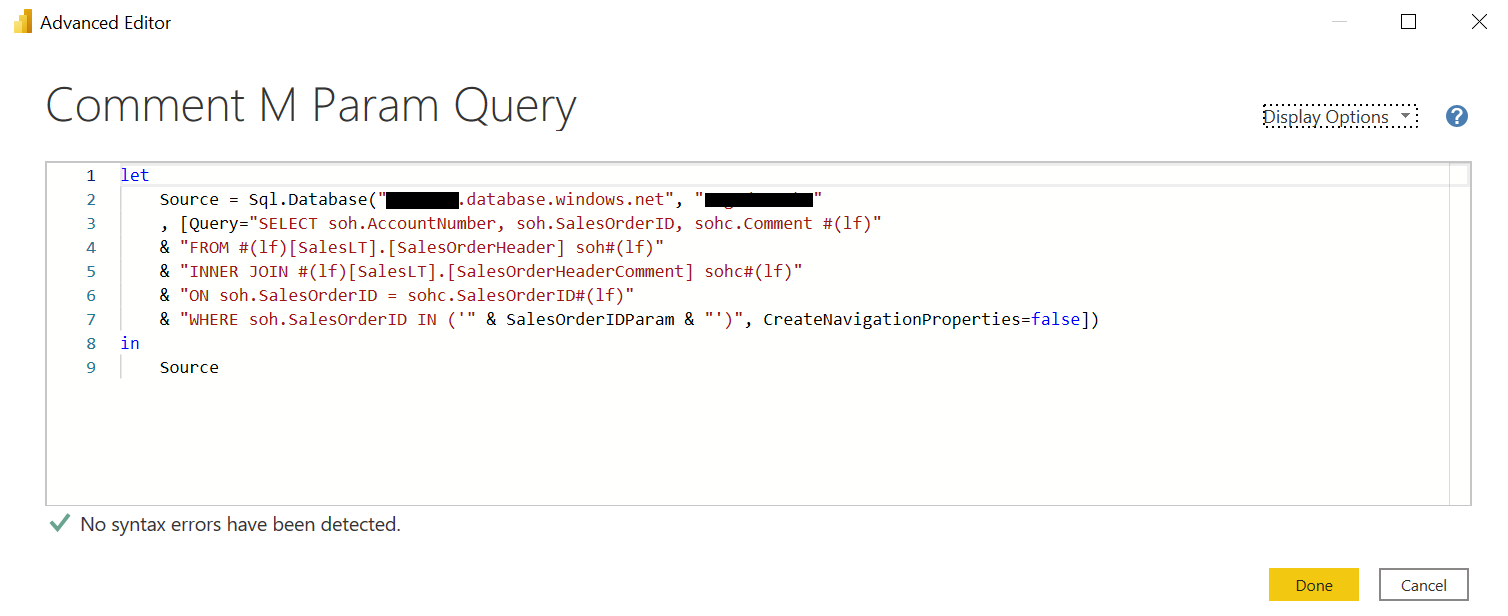 Advanced Editor
Comment M Param Query
Display Options
?
1 let
2 Source = Sql.Database(" .database.windows.net", " "
3 , [Query="SELECT soh.AccountNumber, soh.SalesOrderID, sohc.Comment #(lf)"
4 & "FROM #(lf)[SalesLT].[SalesOrderHeader] soh#(lf)"
5 & "INNER JOIN #(lf)[SalesLT].[SalesOrderHeaderComment] sohc#(lf)"
6 & "ON soh.SalesOrderID = sohc.SalesOrderID#(lf)"
7 & "WHERE soh.SalesOrderID IN ('" & SalesOrderIDParam & "')", CreateNavigationProperties=false])
8 in
9 Source
No syntax errors have been detected.
Done
Cancel